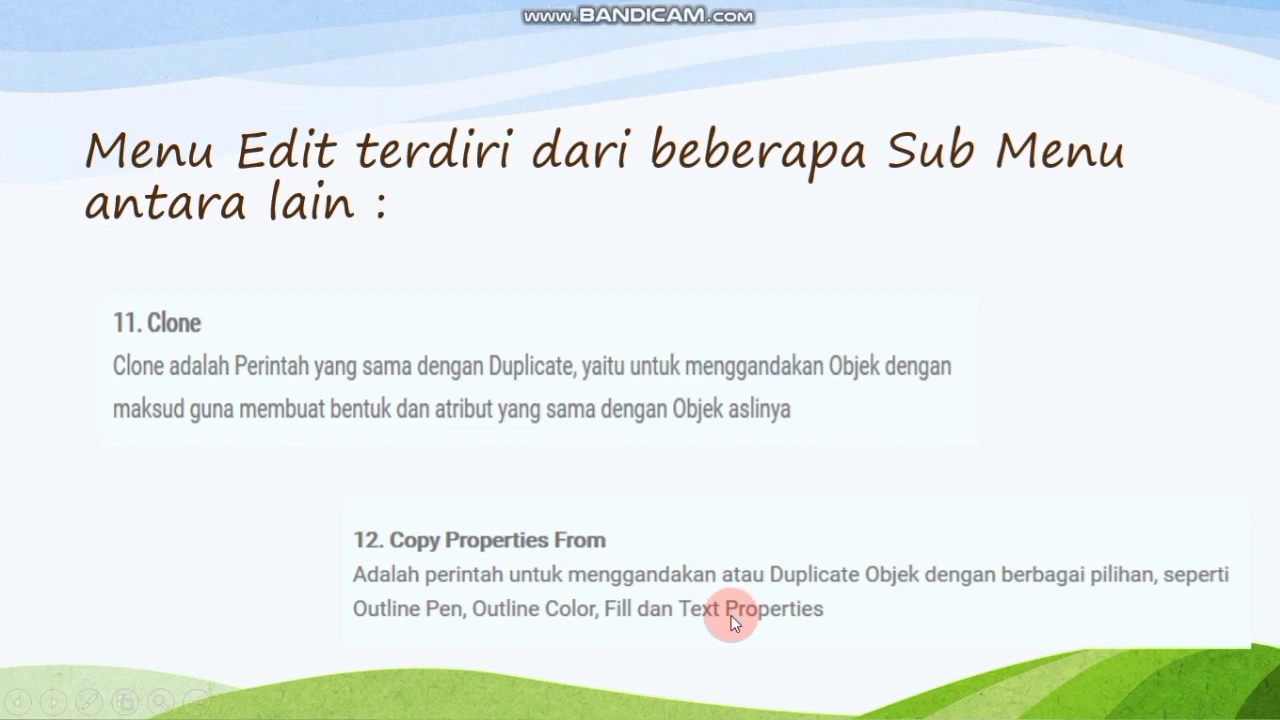 www.BANDICAM.com
Menu Edit terdiri dari beberapa Sub Menu
antara lain :
11. Clone
Clone adalah Perintah yang sama dengan Duplicate, yaitu untuk menggandakan Objek dengan
maksud guna membuat bentuk dan atribut yang sama dengan Objek aslinya
12. Copy Properties From
Adalah perintah untuk menggandakan atau Duplicate Objek dengan berbagai pilihan, seperti
Outline Pen, Outline Color, Fill dan Text Properties